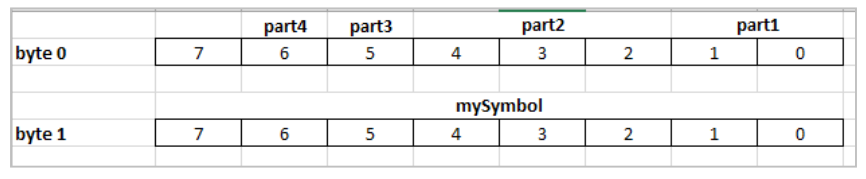 part4 part3 part2 part1
byte 0 7 6 5 4 3 2 1 0
mySymbol
byte 1 7 6 5 4 3 2 1 0